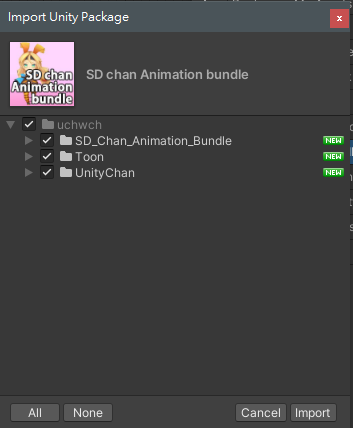 Import Unity Package
x
SD chan
Animation
bundle
SD chan Animation bundle
uchwch
SD_Chan_Animation_Bundle NEW
Toon NEW
UnityChan NEW
All None Cancel Import